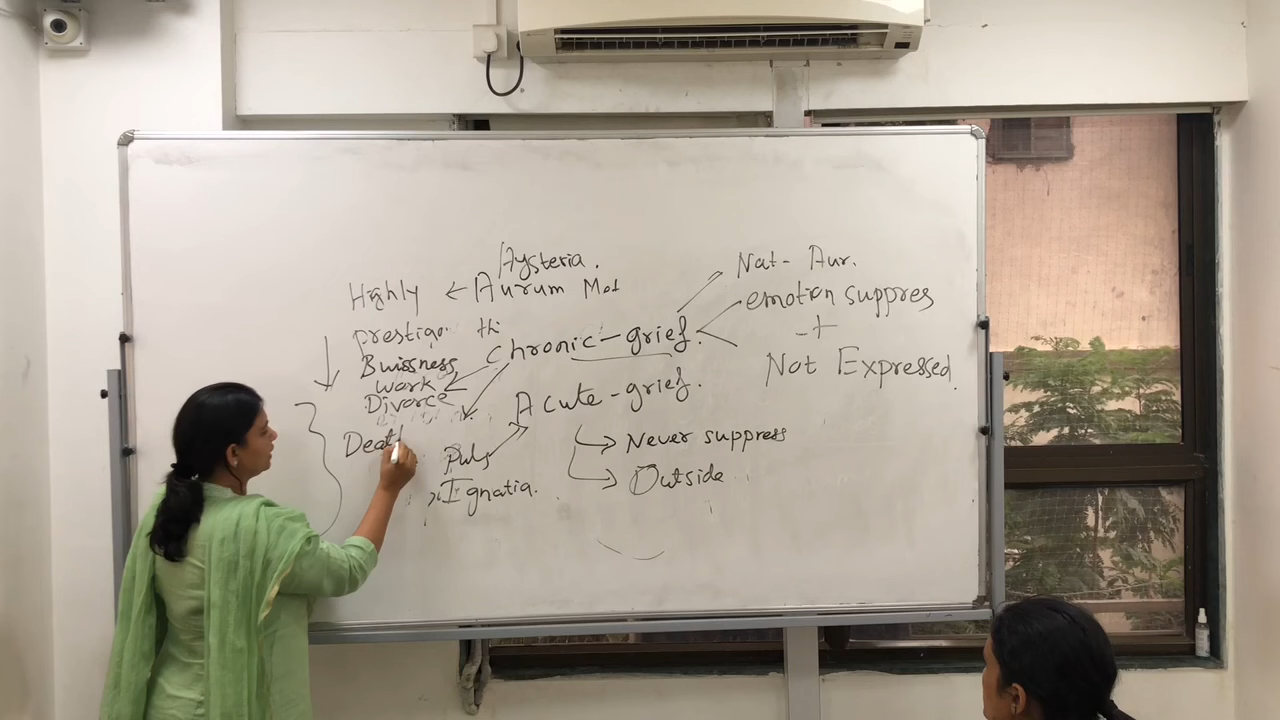 Hysteria.
Highly ← Aurum Met
prestige
Buissness
work
Divorce
Death
chronic-grief.
Nat- Aur.
emotion suppres
+
Not Expressed.
Acute-grief.
Never suppress
Outside
Puls
Ignatia.